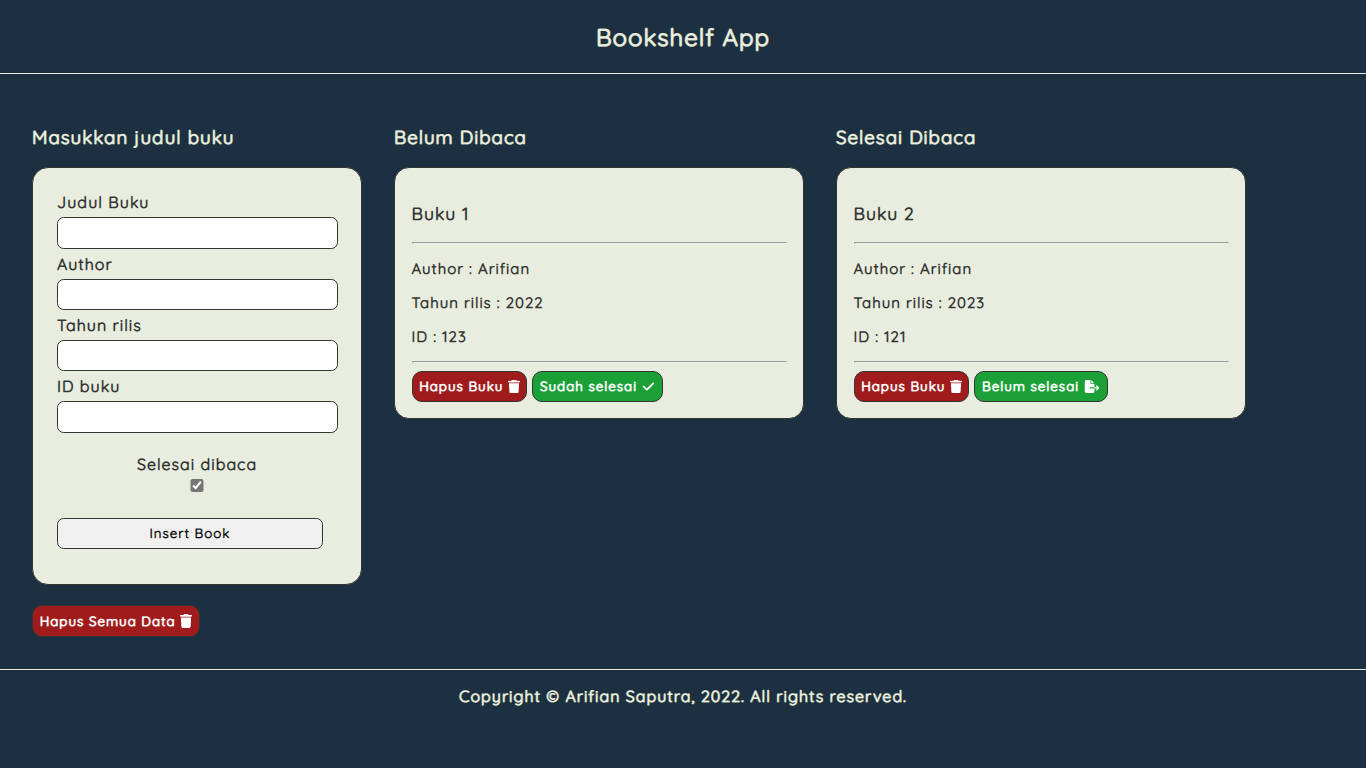 Bookshelf App
Masukkan judul buku
Judul Buku
Author
Tahun rilis
ID buku
Selesai dibaca
Insert Book
Hapus Semua Data
Belum Dibaca
Buku 1
Author : Arifian
Tahun rilis : 2022
ID : 123
Hapus Buku
Sudah selesai
Selesai Dibaca
Buku 2
Author : Arifian
Tahun rilis : 2023
ID : 121
Hapus Buku
Belum selesai
Copyright © Arifian Saputra, 2022. All rights reserved.